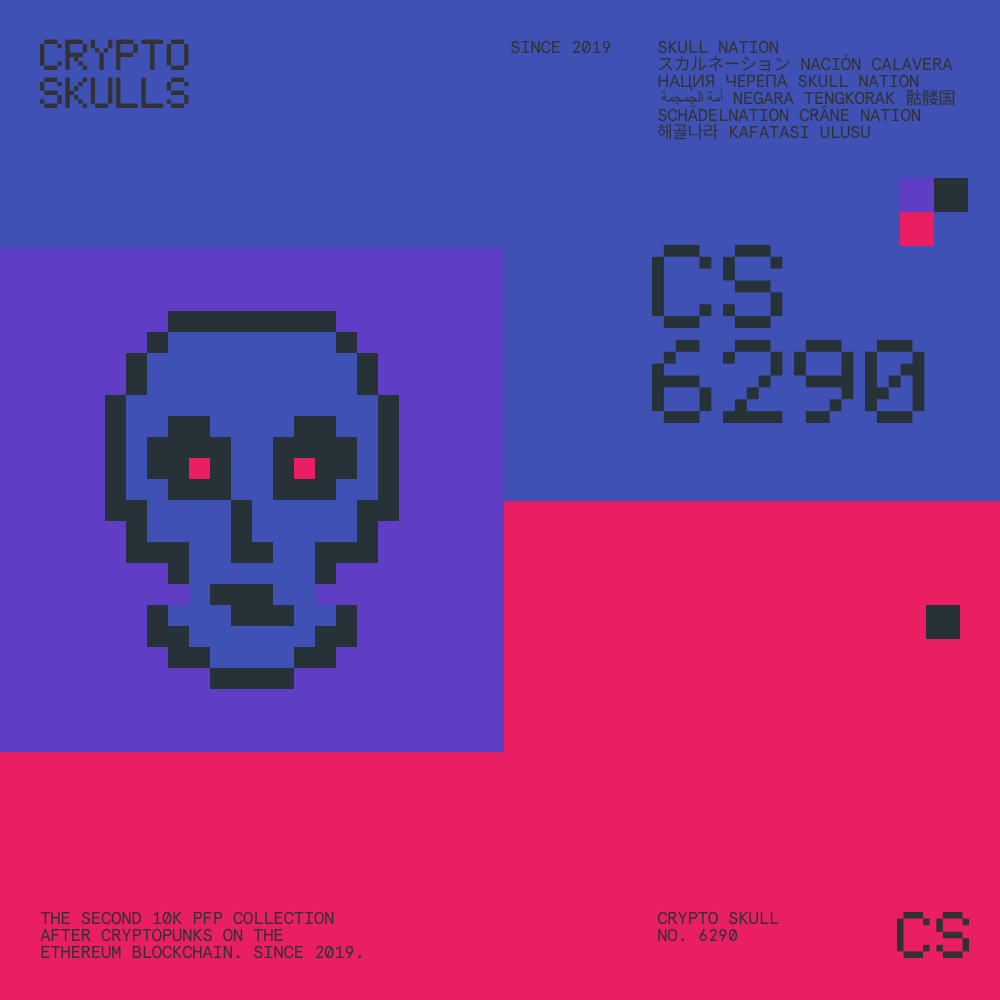 CRYPTO
SKULLS
SINCE 2019
SKULL NATION
スカルネーション NACIÓN CALAVERA
НАЦИЯ ЧЕРЕПА SKULL NATION
أمة الجمجمة NEGARA TENGKORAK 骷髅国
SCHÄDELNATION CRÂNE NATION
해골나라 KAFATASI ULUSU
CS
6290
THE SECOND 10K PFP COLLECTION
AFTER CRYPTOPUNKS ON THE
ETHEREUM BLOCKCHAIN. SINCE 2019.
CRYPTO SKULL
NO. 6290
CS